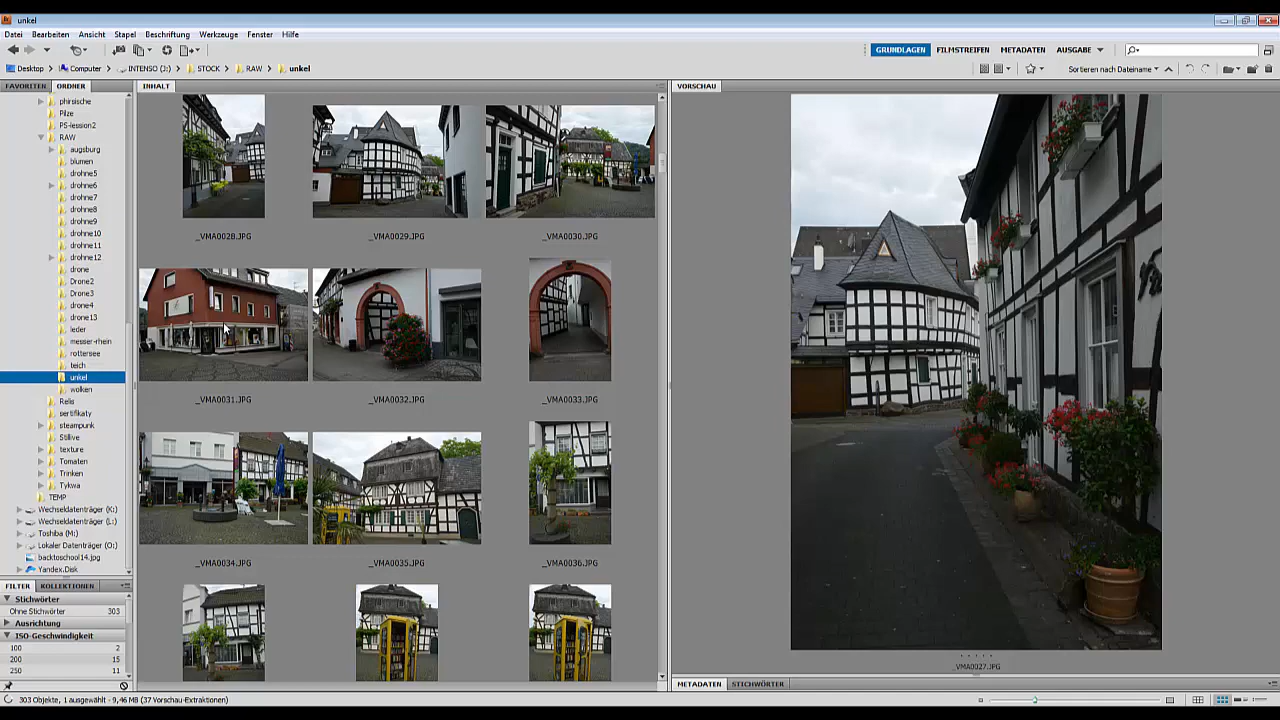 unkel
Datei Bearbeiten Ansicht Stapel Beschriftung Werkzeuge Fenster Hilfe
GRUNDLAGEN FILMSTREIFEN METADATEN AUSGABE
Desktop Computer INTENSO (J:) STOCK RAW unkel
Sortieren nach Dateiname
FAVORITEN ORDNER
INHALT
VORSCHAU
phirsische
Pilze
PS-lession2
RAW
augsburg
blumen
drohne5
drohne6
drohne7
drohne8
drohne9
drohne10
drohne11
drohne12
drone
Drone2
Drone3
drone4
drone13
leder
messer-rhein
rottersee
teich
unkel
wolken
Relis
sertifikaty
steampunk
Stillive
texture
Tomaten
Trinken
Tykwa
TEMP
Wechseldatenträger (K:)
Wechseldatenträger (L:)
Toshiba (M:)
Lokaler Datenträger (O:)
backtoschool14.jpg
Yandex.Disk
FILTER KOLLEKTIONEN
Stichwörter
Ohne Stichwörter 303
Ausrichtung
ISO-Geschwindigkeit
100 2
200 15
250 11
_VMA0028.JPG
_VMA0029.JPG
_VMA0030.JPG
_VMA0031.JPG
_VMA0032.JPG
_VMA0033.JPG
_VMA0034.JPG
_VMA0035.JPG
_VMA0036.JPG
_VMA0027.JPG
METADATEN STICHWÖRTER
303 Objekte, 1 ausgewählt - 9,46 MB (37 Vorschau-Extraktionen)